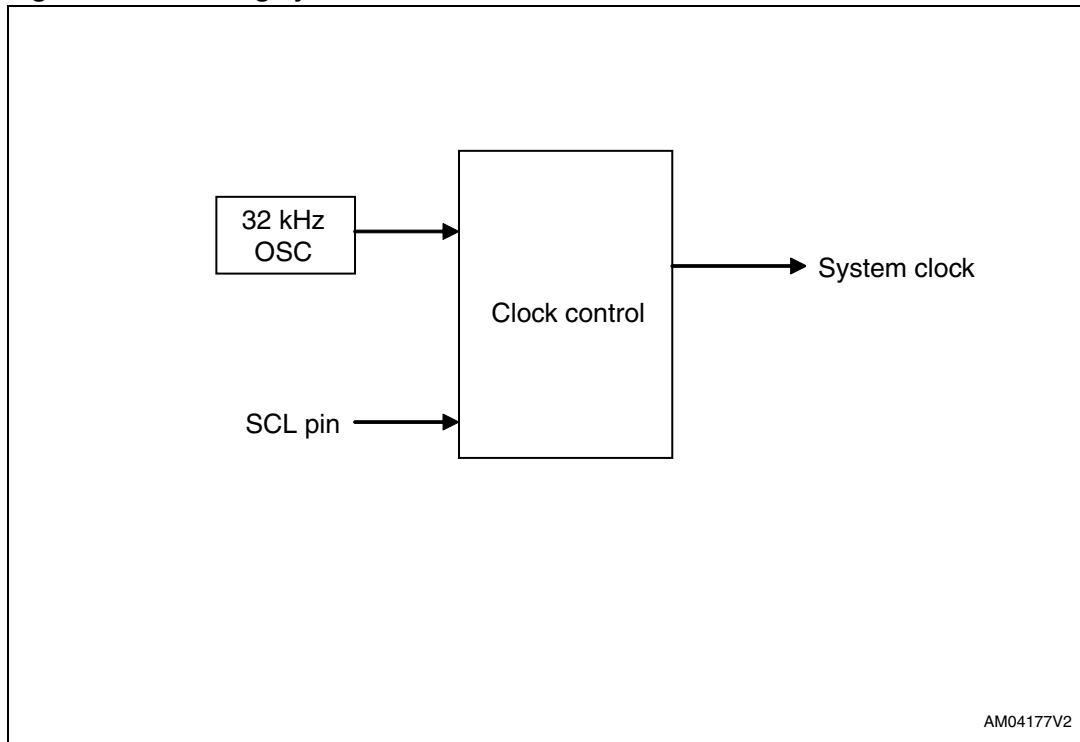 32 kHz
OSC
Clock control
System clock
SCL pin
AM04177V2